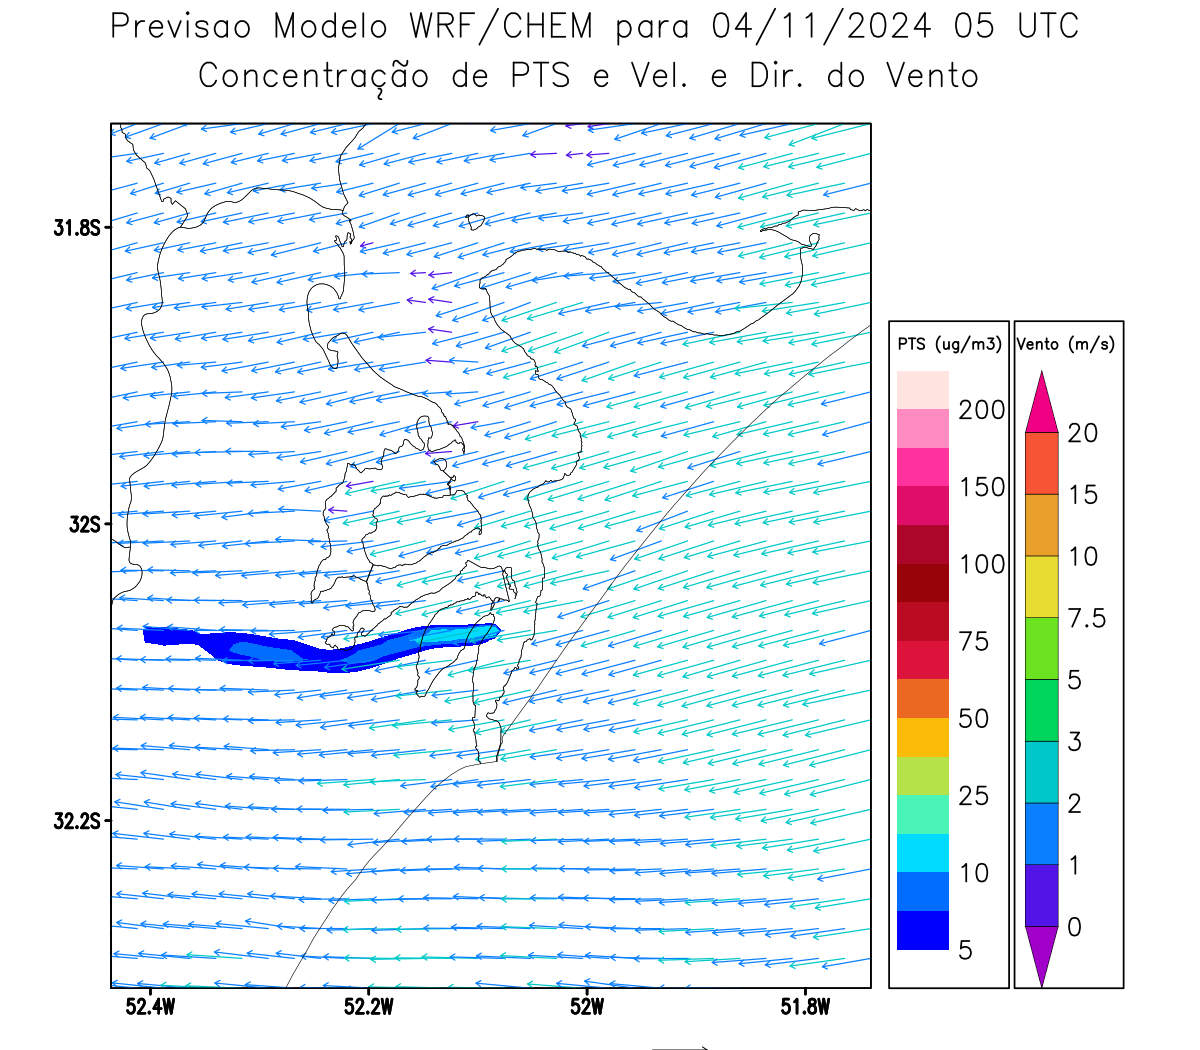 Previsao Modelo WRF/CHEM para 04/11/2024 05 UTC
Concentração de PTS e Vel. e Dir. do Vento
31.8S
32S
32.2S
52.4W 52.2W 52W 51.8W
PTS (ug/m3)
200
150
100
75
50
25
10
5
Vento (m/s)
20
15
10
7.5
5
3
2
1
0